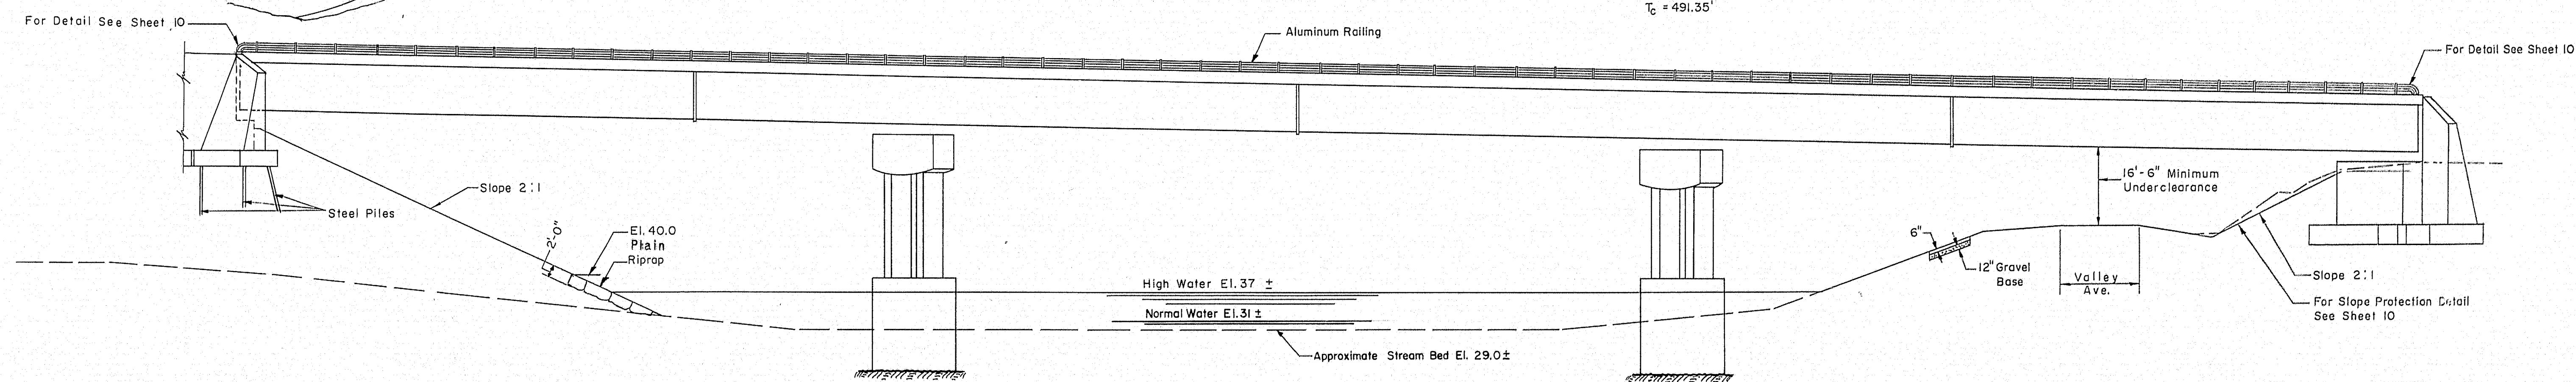 T꜀ = 491.35'
For Detail See Sheet 10
Aluminum Railing
For Detail See Sheet 10
Slope 2:1
Steel Piles
2'-0"
El. 40.0
Plain
Riprap
High Water El. 37 ±
Normal Water El. 31 ±
Approximate Stream Bed El. 29.0±
16'-6" Minimum
Underclearance
6"
12" Gravel
Base
Valley
Ave.
Slope 2:1
For Slope Protection Detail
See Sheet 10